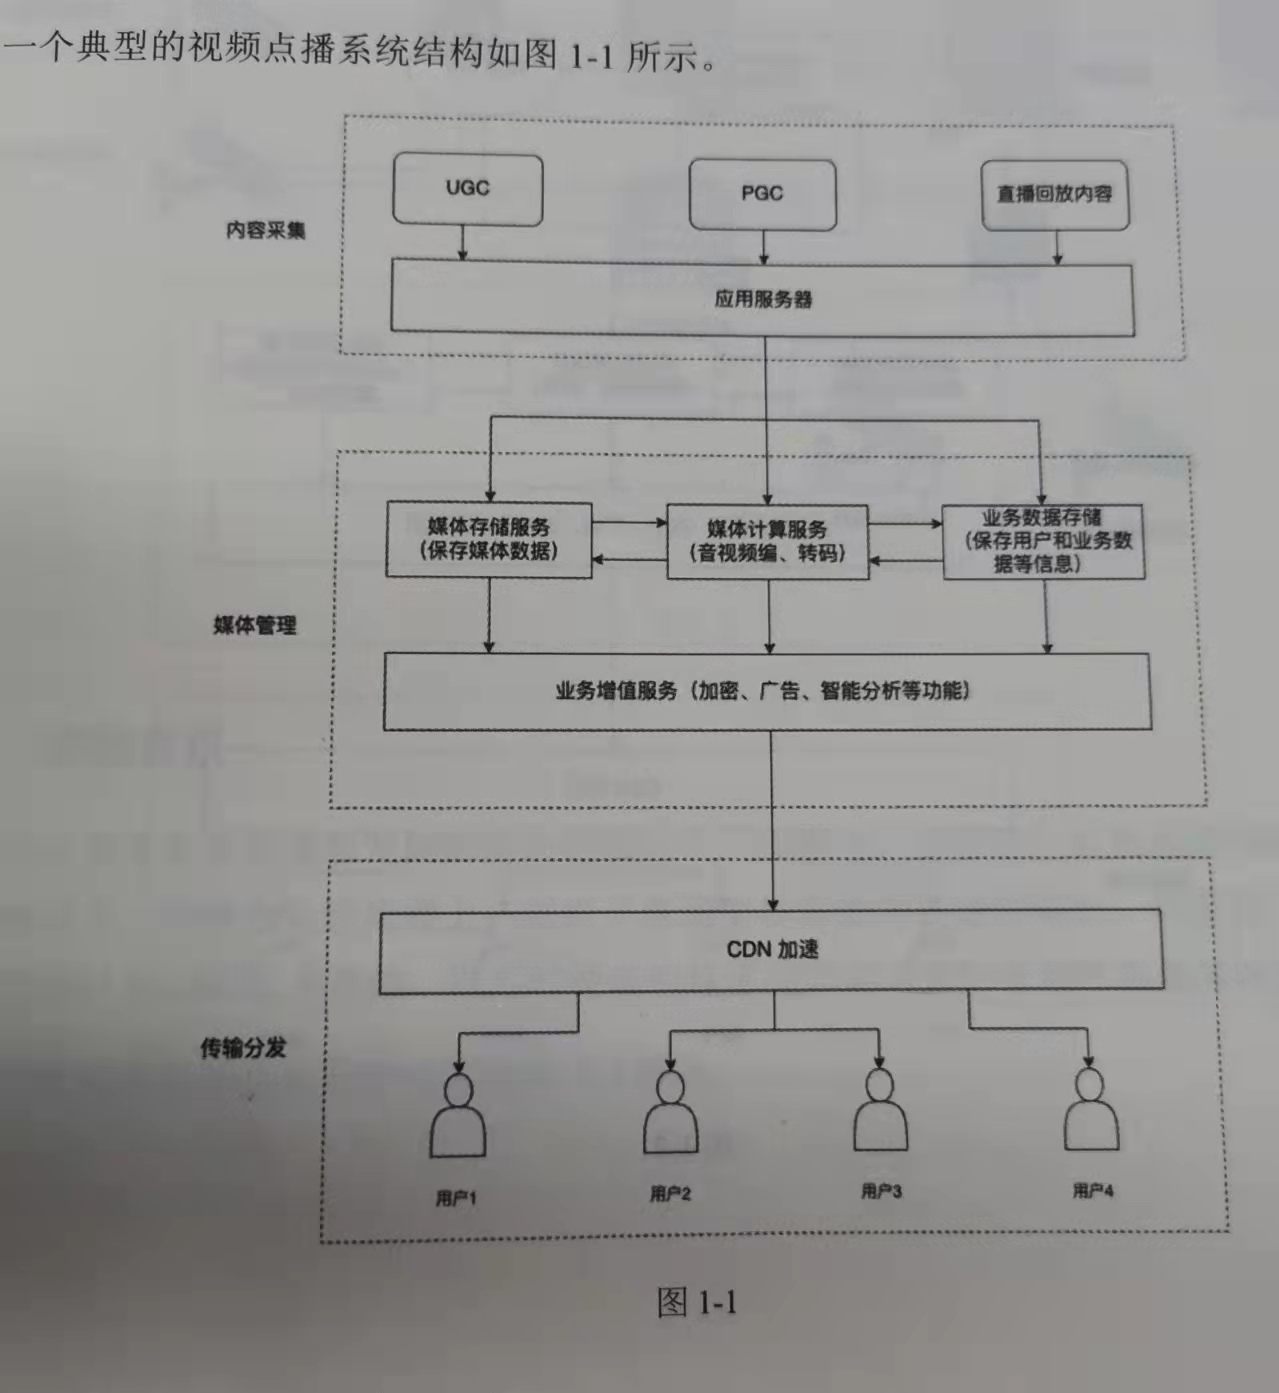 一个典型的视频点播系统结构如图 1-1 所示。
UGC
PGC
直播回放内容
内容采集
应用服务器
媒体存储服务
(保存媒体数据)
媒体计算服务
(音视频编、转码)
业务数据存储
(保存用户和业务数
据等信息)
媒体管理
业务增值服务（加密、广告、智能分析等功能）
CDN 加速
传输分发
用户1
用户2
用户3
用户4
图 1-1